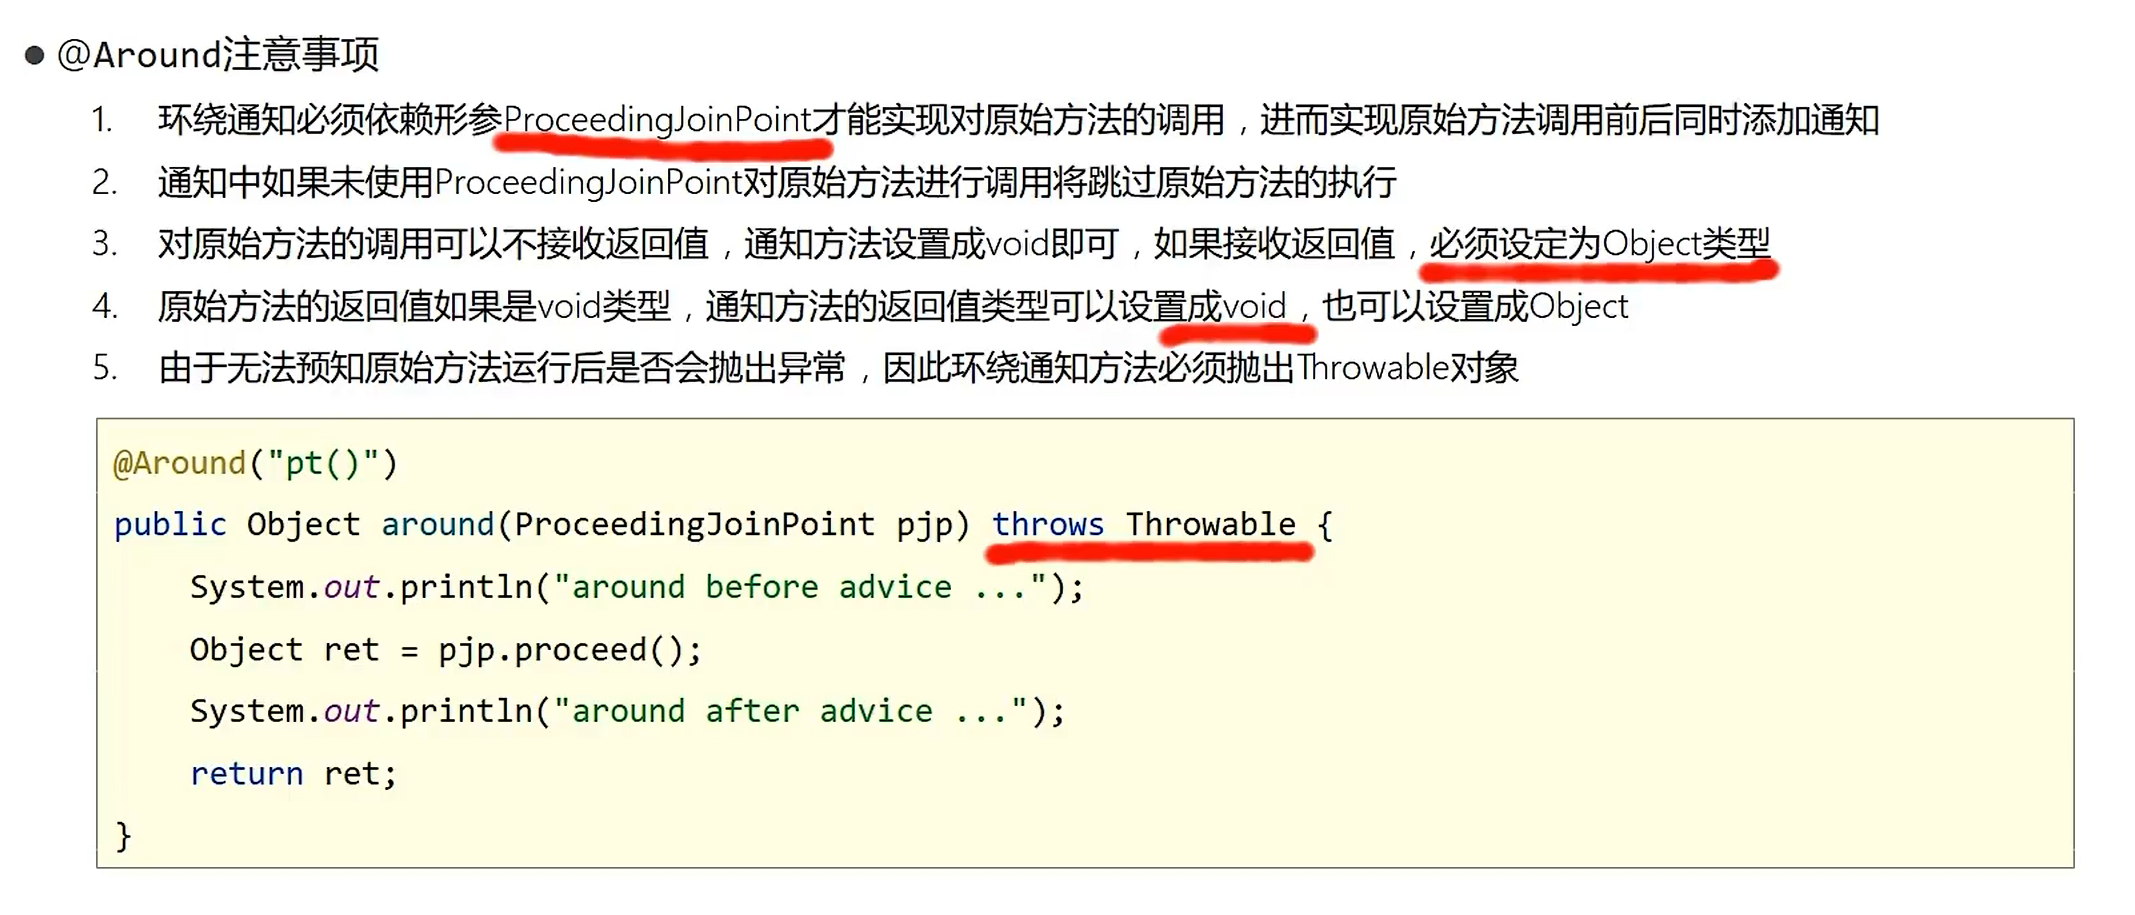 ● @Around注意事项
1. 环绕通知必须依赖形参ProceedingJoinPoint才能实现对原始方法的调用，进而实现原始方法调用前后同时添加通知
2. 通知中如果未使用ProceedingJoinPoint对原始方法进行调用将跳过原始方法的执行
3. 对原始方法的调用可以不接收返回值，通知方法设置成void即可，如果接收返回值，必须设定为Object类型
4. 原始方法的返回值如果是void类型，通知方法的返回值类型可以设置成void，也可以设置成Object
5. 由于无法预知原始方法运行后是否会抛出异常，因此环绕通知方法必须抛出Throwable对象
@Around("pt()")
public Object around(ProceedingJoinPoint pjp) throws Throwable {
    System.out.println("around before advice ...");
    Object ret = pjp.proceed();
    System.out.println("around after advice ...");
    return ret;
}